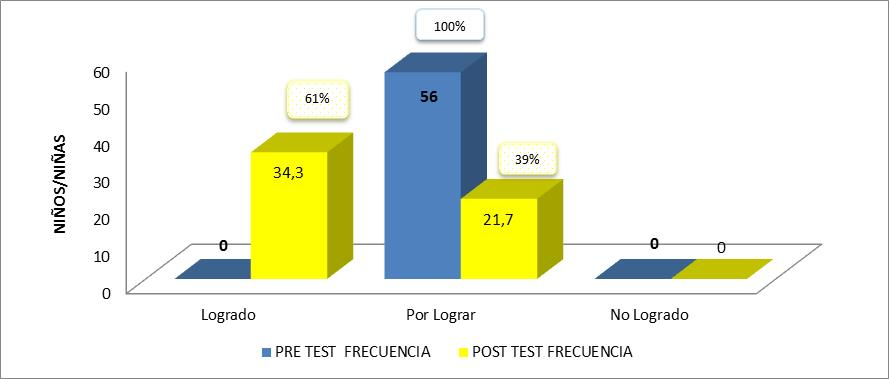 100%
61%
39%
NIÑOS/NIÑAS
60
50
40
30
20
10
0
0
34,3
56
21,7
0
0
Logrado
Por Lograr
No Logrado
PRE TEST FRECUENCIA
POST TEST FRECUENCIA